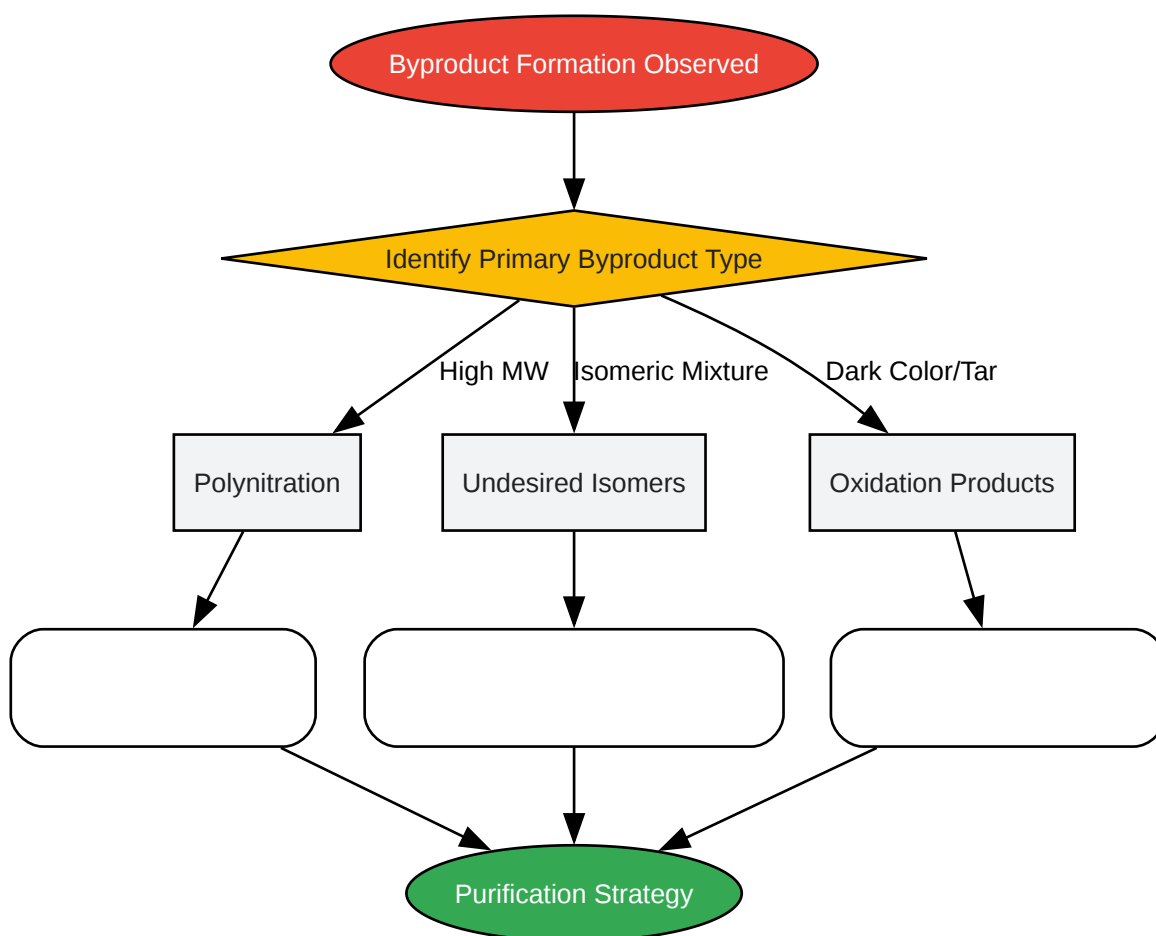 Byproduct Formation Observed
Identify Primary Byproduct Type
High MW
Isomeric Mixture
Dark Color/Tar
Polynitration
Undesired Isomers
Oxidation Products
Purification Strategy